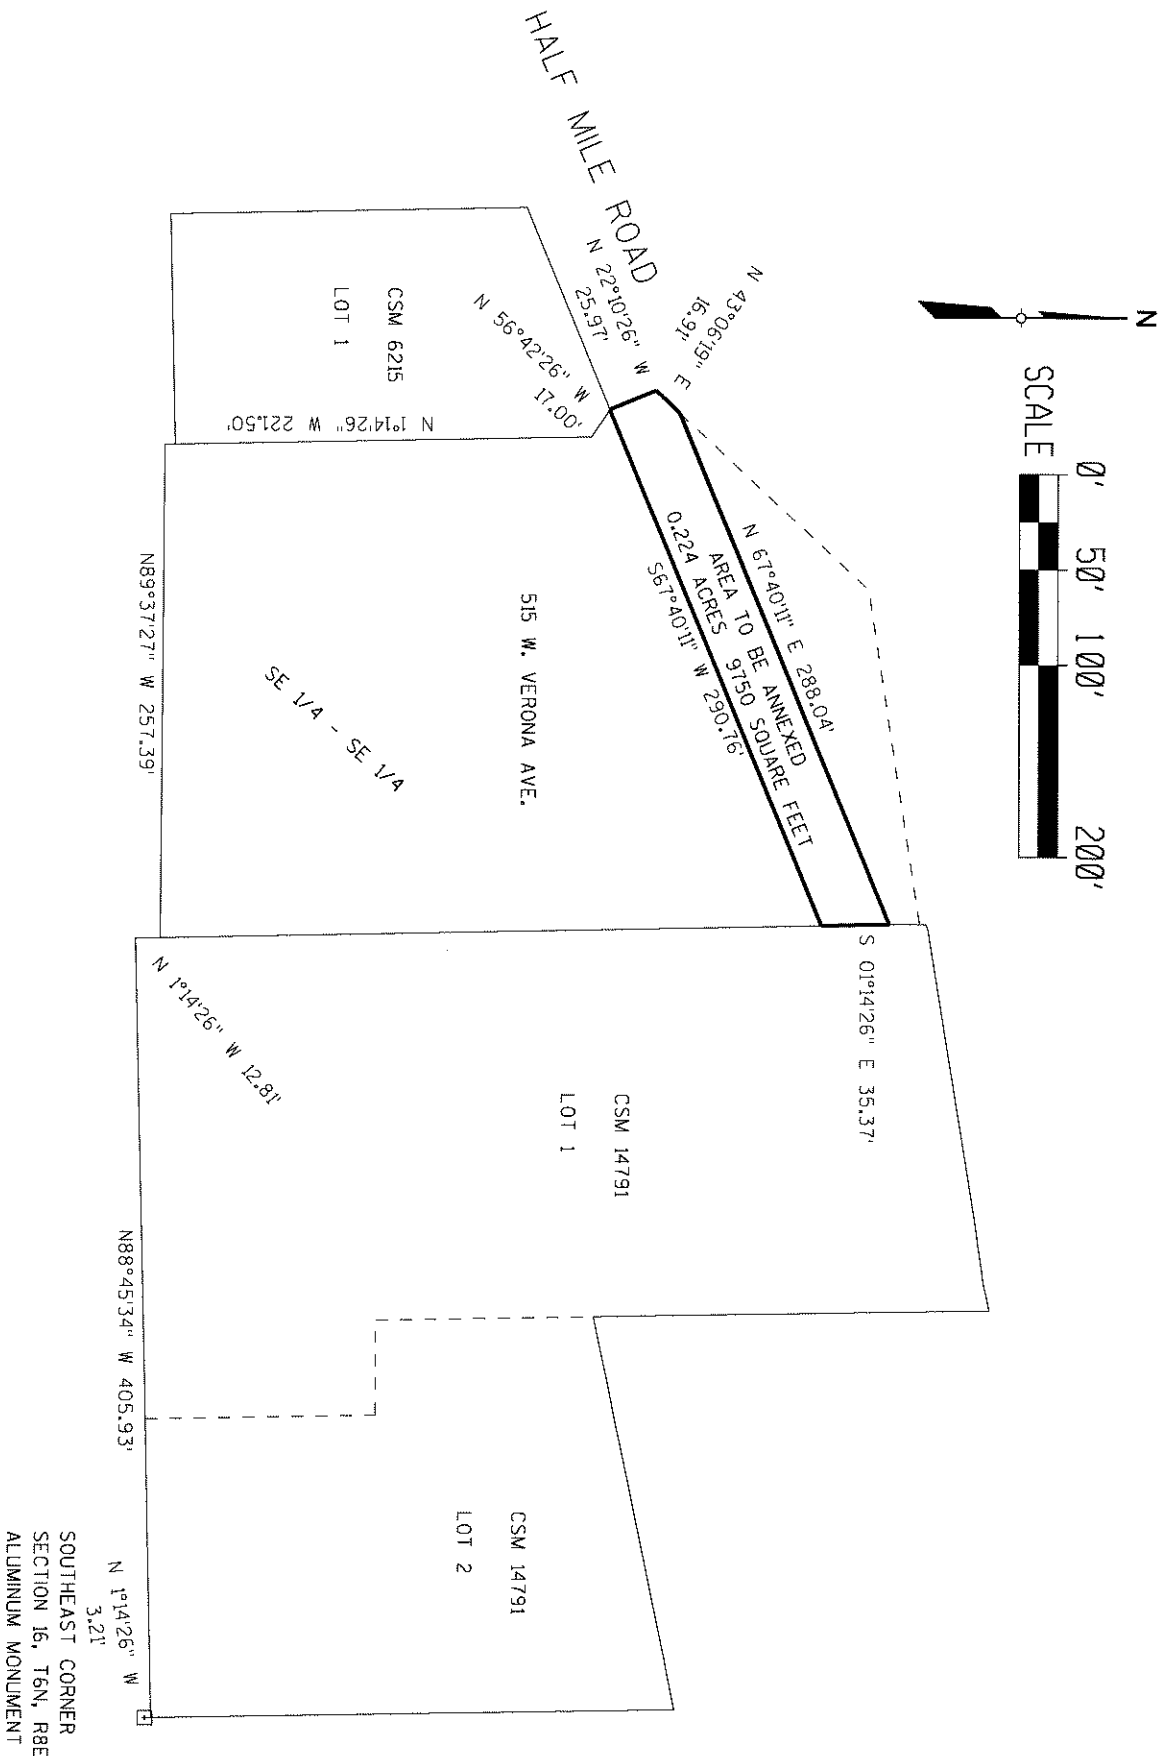 N
SCALE
0' 50' 100' 200'
HALF MILE ROAD
N 43°06'19" E
16.91'
N 22°10'26" W
25.97'
N 56°42'26" W
17.00'
N 67°40'11" E 288.04'
AREA TO BE ANNEXED
0.224 ACRES 9750 SQUARE FEET
S67°40'11" W 290.76'
S 01°14'26" E 35.37'
CSM 6215
LOT 1
N 1°14'26" W 221.50'
515 W. VERONA AVE.
SE 1/4 - SE 1/4
N89°37'27" W 257.39'
N 1°14'26" W 12.81'
CSM 14791
LOT 1
N88°45'34" W 405.93'
CSM 14791
LOT 2
N 1°14'26" W
3.21'
SOUTHEAST CORNER
SECTION 16, T6N, R8E
ALUMINUM MONUMENT